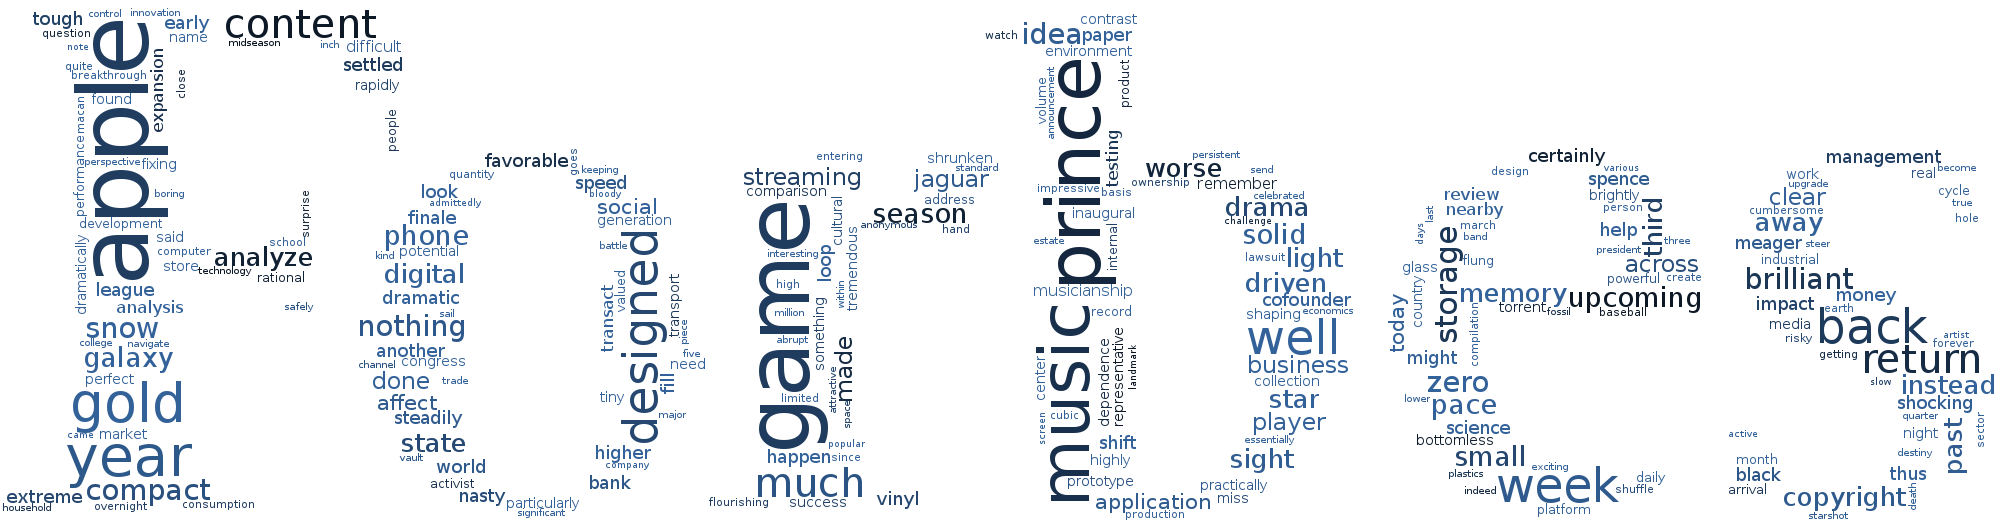 tough
control
innovation
question
early
name
note
apple
quite
breakthrough
expansion
close
found
macan
performance
perspective
fixing
boring
development
dramatically
said
computer
store
league
analysis
snow
college
navigate
galaxy
perfect
gold
came
market
year
extreme
compact
household
overnight
consumption
content
midseason
inch
difficult
settled
rapidly
people
surprise
school
analyze
technology
rational
safely
favorable
goes
quantity
keeping
look
speed
admittedly
bloody
finale
social
generation
phone
battle
kind
potential
digital
designed
dramatic
valued
transport
sail
transact
nothing
piece
another
five
channel
congress
need
done
trade
fill
affect
tiny
steadily
major
state
vault
higher
world
company
activist
bank
nasty
particularly
significant
entering
streaming
comparison
shrunken
standard
jaguar
address
cultural
season
anonymous
hand
game
interesting
loop
tremendous
high
within
million
something
abrupt
made
attractive
limited
space
popular
happen
since
much
flourishing
success
vinyl
contrast
watch
idea
paper
environment
volume
announcement
product
prince
testing
impressive
basis
inaugural
estate
internal
musicianship
record
music
center
dependence
representative
landmark
cubic
screen
shift
highly
prototype
application
production
worse
persistent
send
ownership
remember
celebrated
drama
challenge
solid
lawsuit
light
driven
cofounder
shaping
economics
well
business
collection
star
player
essentially
sight
practically
miss
certainly
design
various
spence
review
brightly
nearby
person
last
third
march
days
band
help
three
storage
president
flung
across
glass
powerful
create
memory
upcoming
country
torrent
fossil
baseball
today
compilation
might
zero
lower
pace
science
bottomless
small
exciting
plastics
week
indeed
shuffle
daily
platform
management
become
work
real
upgrade
clear
cycle
true
cumbersome
hole
away
meager
steer
industrial
brilliant
impact
money
earth
media
back
risky
artist
forever
getting
return
slow
instead
shocking
quarter
sector
active
night
past
destiny
month
black
thus
arrival
copyright
death
starshot